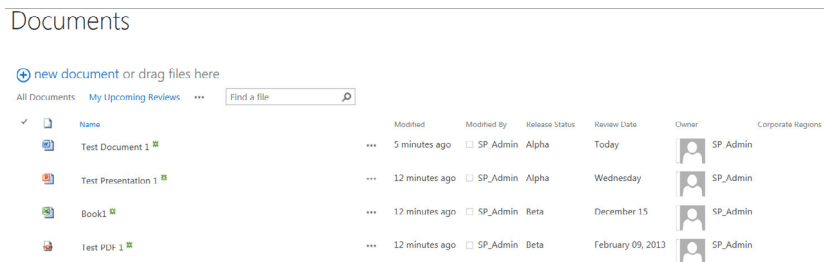 Documents
new document or drag files here
All Documents My Upcoming Reviews ••• Find a file
Name Modified Modified By Release Status Review Date Owner Corporate Regions
Test Document 1 ••• 5 minutes ago SP_Admin Alpha Today SP_Admin
Test Presentation 1 ••• 12 minutes ago SP_Admin Alpha Wednesday SP_Admin
Book1 ••• 12 minutes ago SP_Admin Beta December 15 SP_Admin
Test PDF 1 ••• 12 minutes ago SP_Admin Beta February 09, 2013 SP_Admin